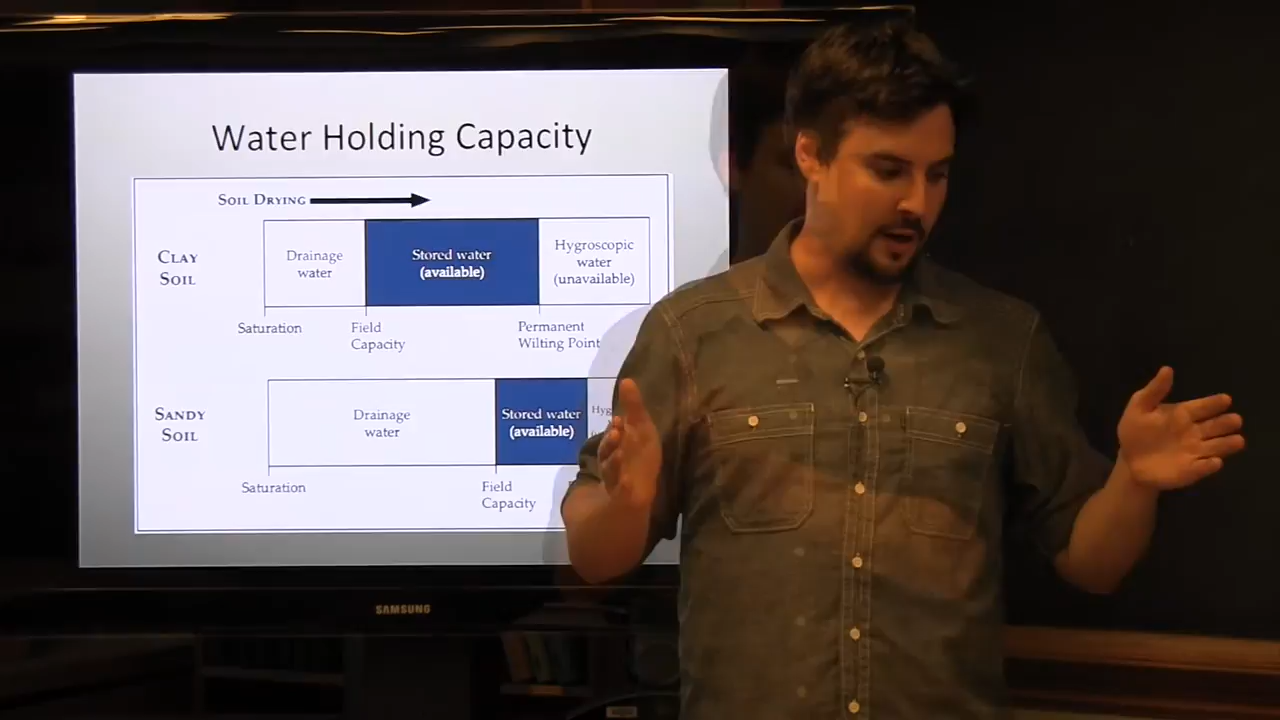 Water Holding Capacity
SOIL DRYING
CLAY
SOIL
Drainage
water
Stored water
(available)
Hygroscopic
water
(unavailable)
Saturation
Field
Capacity
Permanent
Wilting Point
SANDY
SOIL
Drainage
water
Stored water
(available)
Saturation
Field
Capacity
SAMSUNG